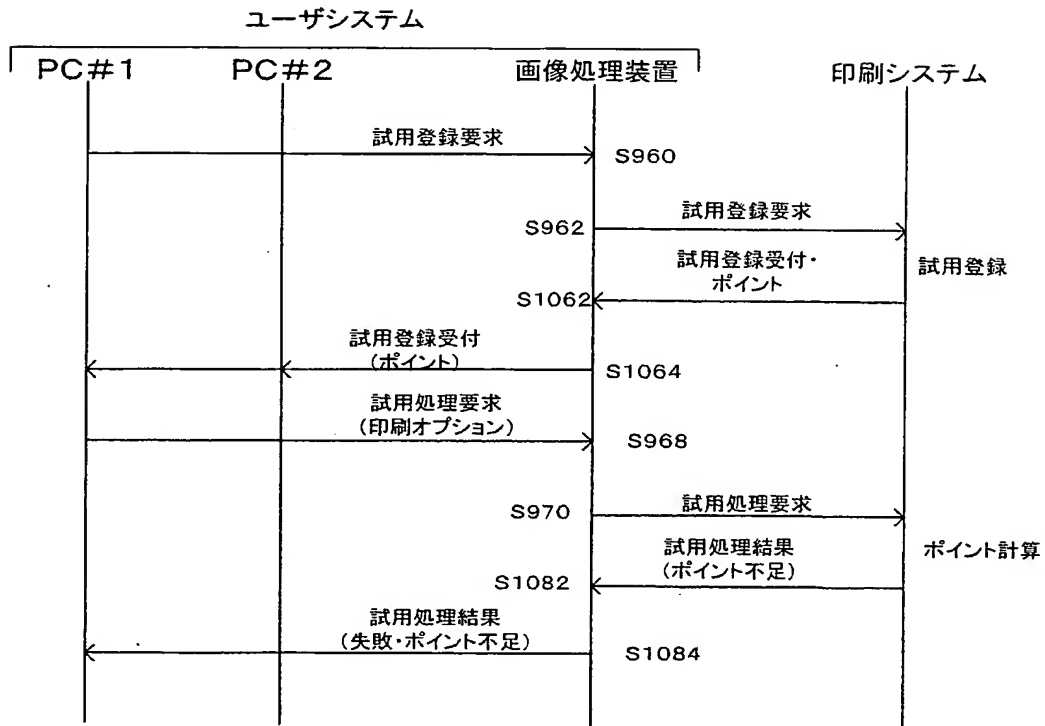 ユーザシステム
PC#1
PC#2
画像処理装置
印刷システム
試用登録要求
S960
S962
試用登録要求
試用登録受付・
ポイント
試用登録
S1062
試用登録受付
(ポイント)
S1064
試用処理要求
(印刷オプション)
S968
S970
試用処理要求
試用処理結果
(ポイント不足)
ポイント計算
S1082
試用処理結果
(失敗・ポイント不足)
S1084